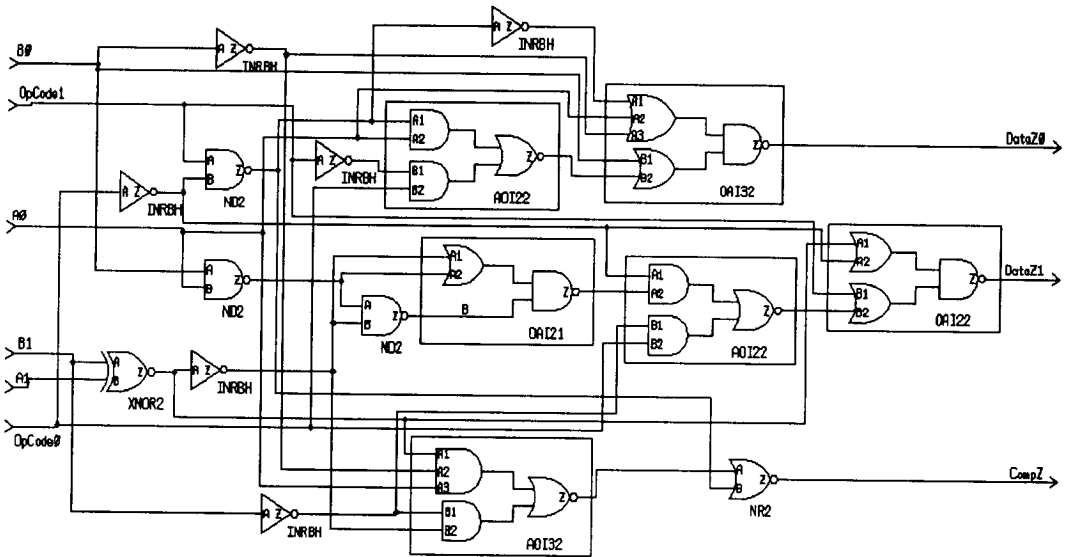 B0
OpCode1
A0
B1
A1
OpCode0
A Z
INRBH
A Z
INRBH
A
B
Z
ND2
A Z
INRBH
A
B
Z
ND2
A
B
XNOR2
A Z
INRBH
A Z
INRBH
A1
A2
B1
B2
Z
AOI22
A Z
INRBH
A1
A2
A3
B1
B2
Z
OAI32
DataZ0
A1
A2
B
Z
OAI21
A
B
Z
ND2
A1
A2
B1
B2
Z
AOI22
A1
A2
B1
B2
Z
OAI22
DataZ1
A1
A2
A3
B1
B2
Z
AOI32
A Z
INRBH
A
B
Z
NR2
CompZ